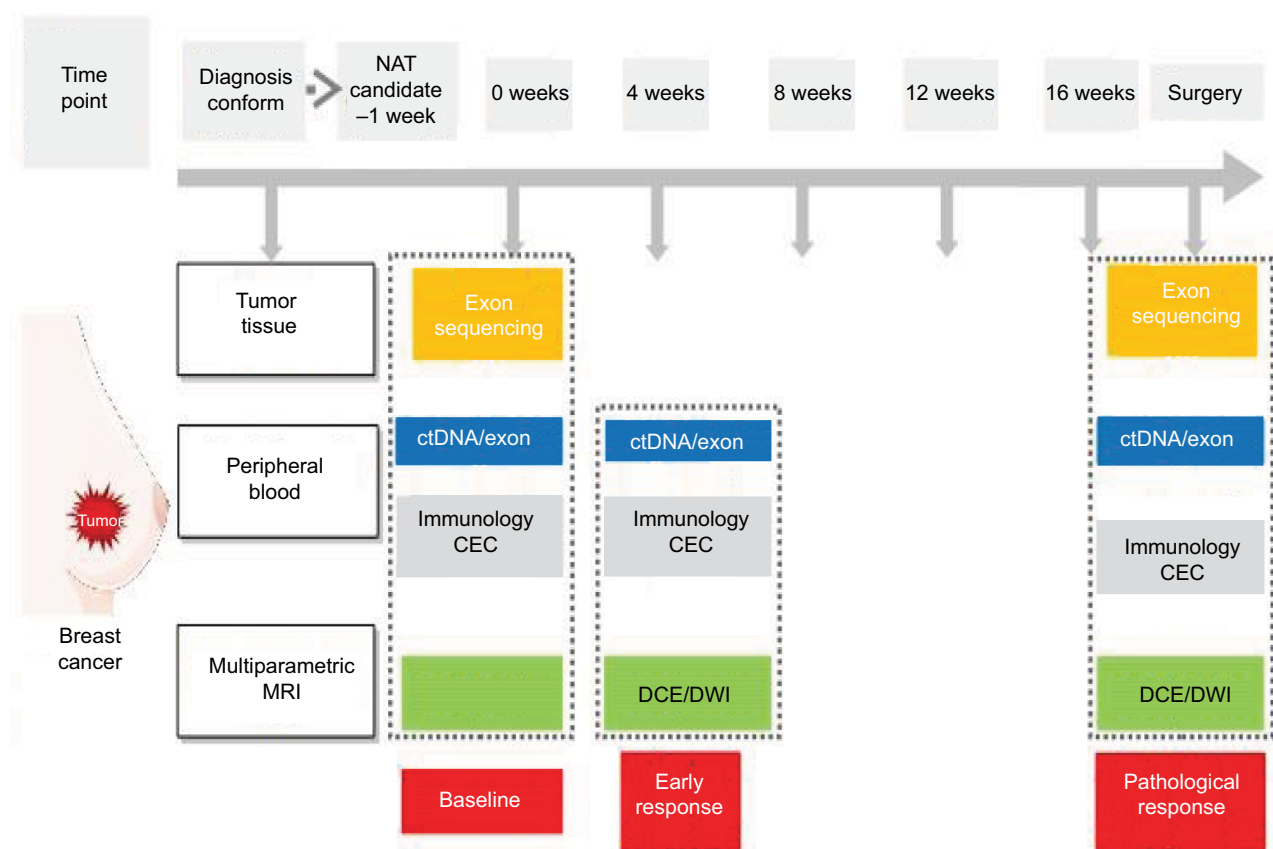 Time
point
Diagnosis
conform
NAT
candidate
–1 week
0 weeks
4 weeks
8 weeks
12 weeks
16 weeks
Surgery
Tumor
tissue
Exon
sequencing
Exon
sequencing
Peripheral
blood
ctDNA/exon
ctDNA/exon
ctDNA/exon
Immunology
CEC
Immunology
CEC
Immunology
CEC
Tumor
Breast
cancer
Multiparametric
MRI
DCE/DWI
DCE/DWI
Baseline
Early
response
Pathological
response